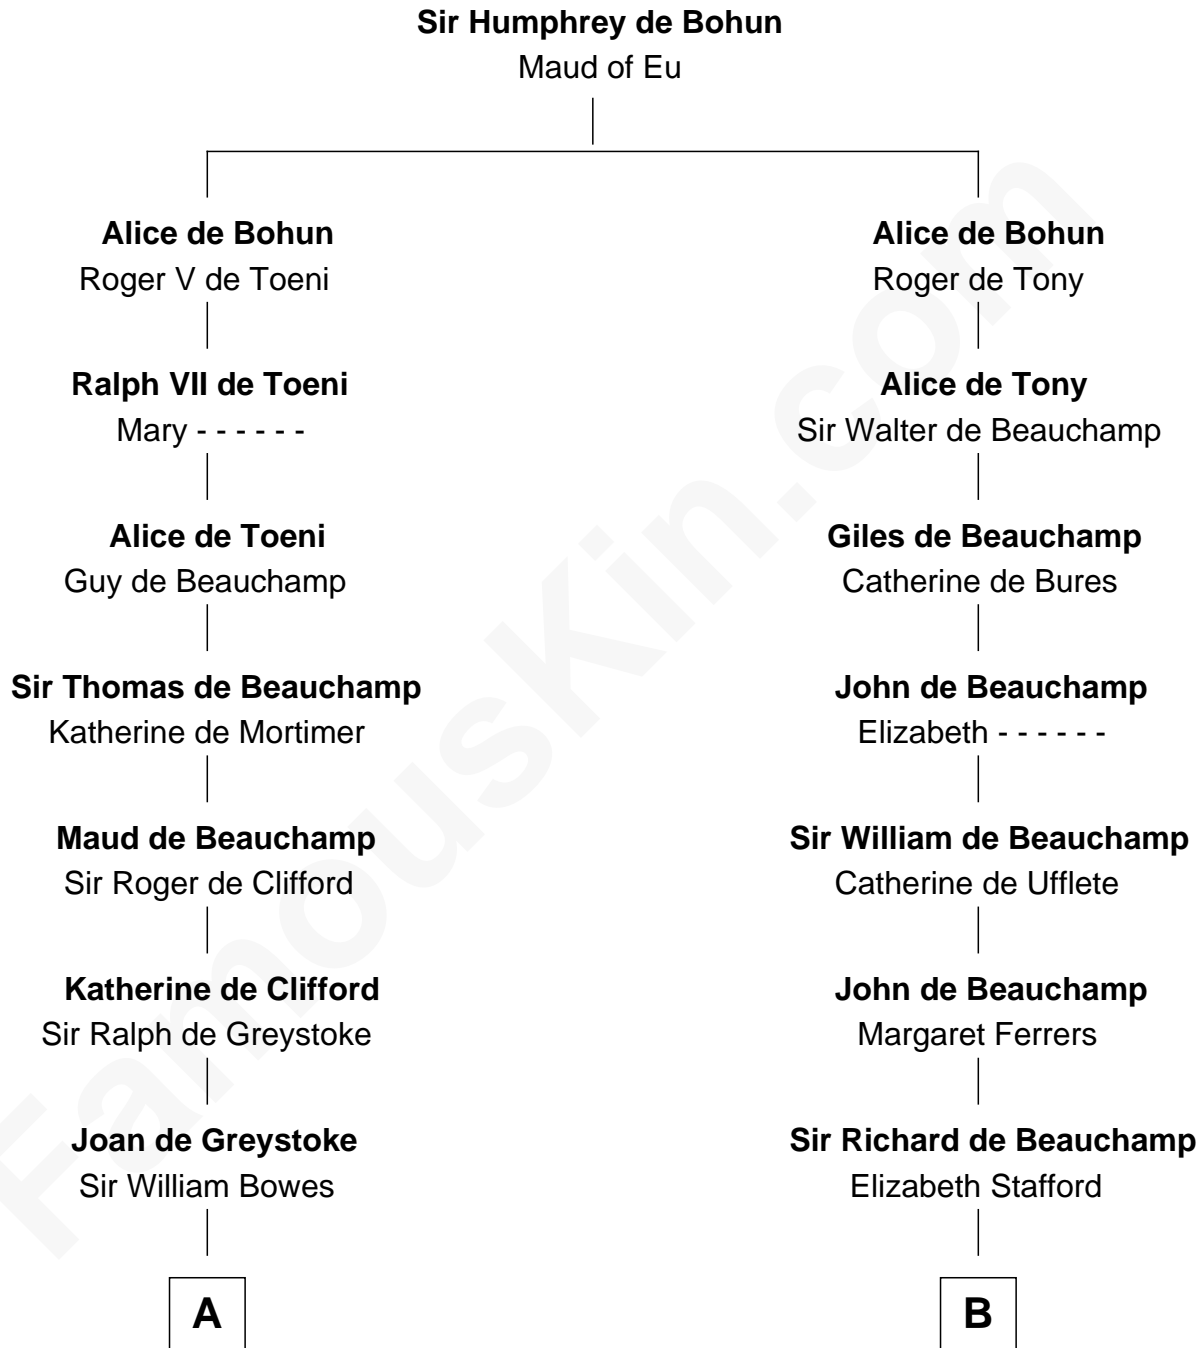 Sir Humphrey de Bohun
Maud of Eu
Alice de Bohun
Roger V de Toeni
Alice de Bohun
Roger de Tony
Ralph VII de Toeni
Mary - - - - - -
Alice de Tony
Sir Walter de Beauchamp
Alice de Toeni
Guy de Beauchamp
Giles de Beauchamp
Catherine de Bures
Sir Thomas de Beauchamp
Katherine de Mortimer
John de Beauchamp
Elizabeth - - - - - -
Maud de Beauchamp
Sir Roger de Clifford
Sir William de Beauchamp
Catherine de Ufflete
Katherine de Clifford
Sir Ralph de Greystoke
John de Beauchamp
Margaret Ferrers
Joan de Greystoke
Sir William Bowes
Sir Richard de Beauchamp
Elizabeth Stafford
A
B
FamousKin.com